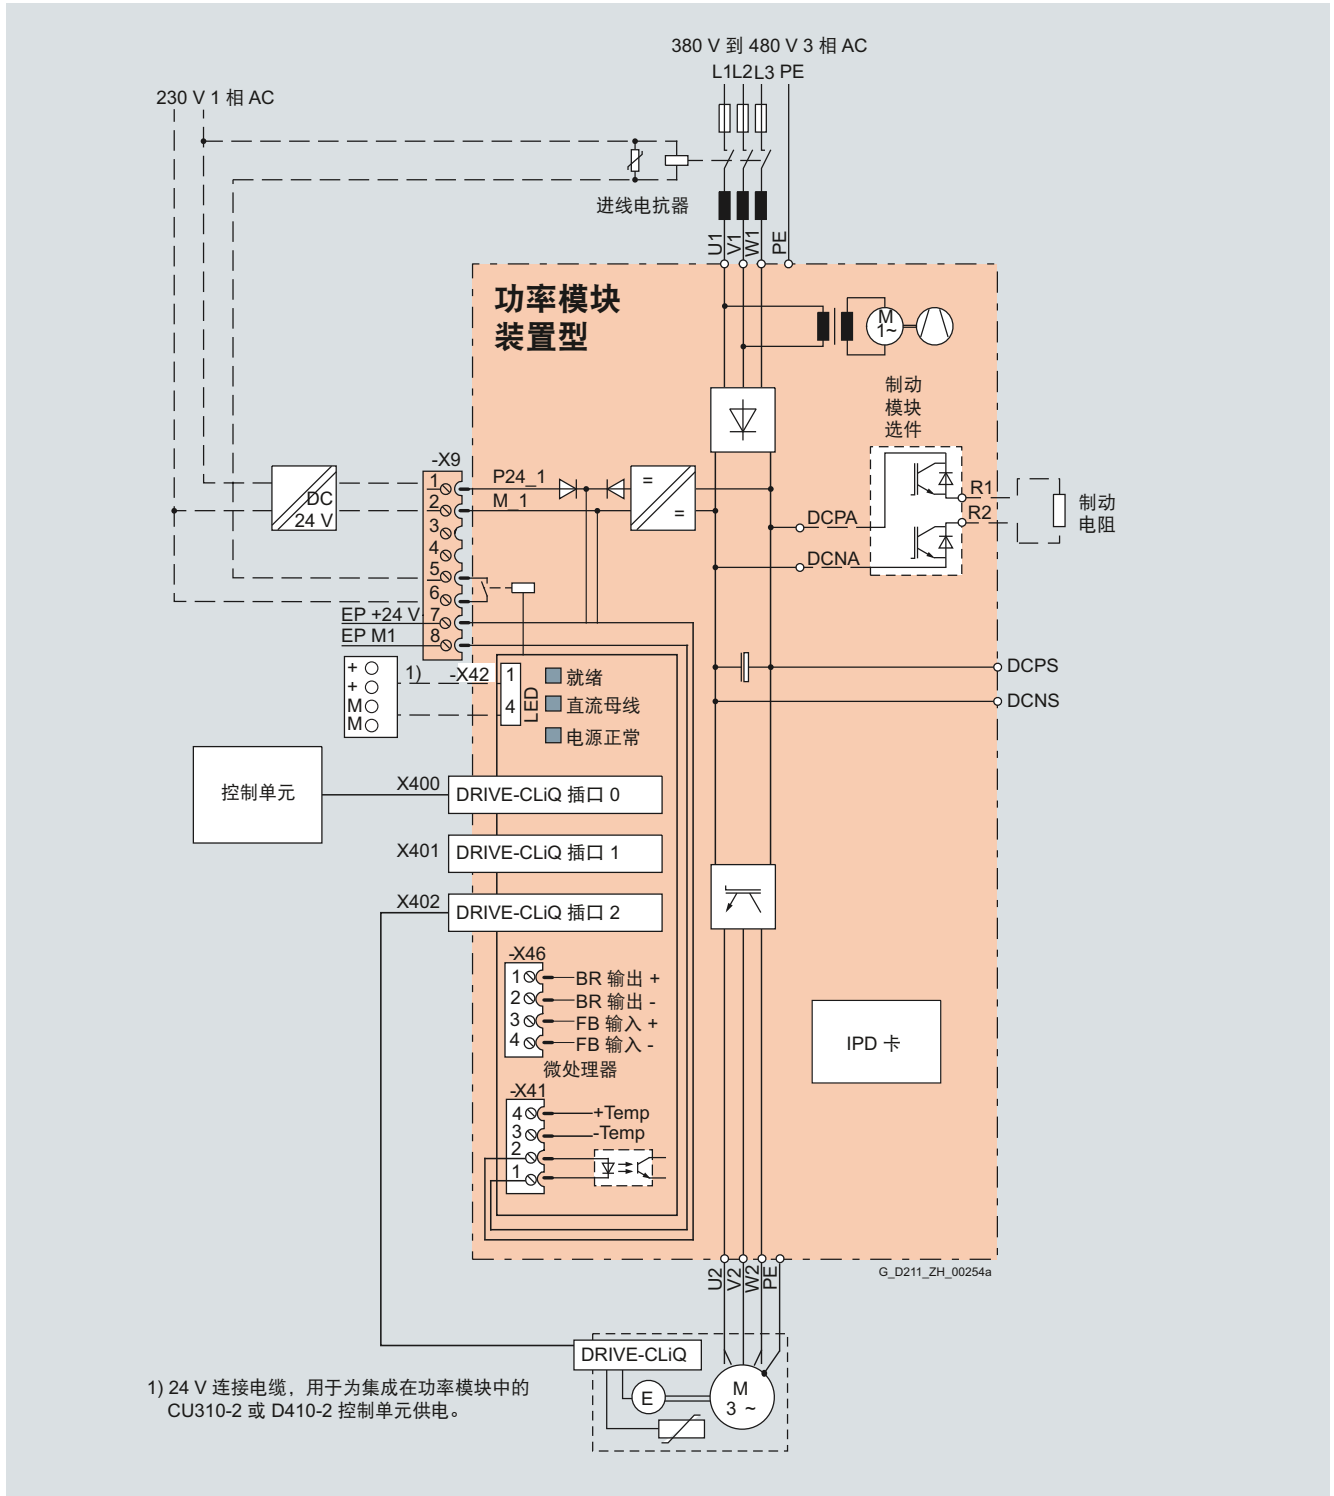 380 V 到 480 V 3 相 AC
L1 L2 L3 PE
230 V 1 相 AC
进线电抗器
U1
V1
W1
PE
功率模块
装置型
M
1~
制动
模块
选件
-X9
P24_1
M_1
1
2
3
4
5
6
7
8
DC
24 V
=
=
DCPA
DCNA
R1
R2
制动
电阻
EP +24 V
EP M1
+
+
M
M
1)
-X42
1
4
LED
就绪
直流母线
电源正常
DCPS
DCNS
控制单元
X400
DRIVE-CLiQ 插口 0
X401
DRIVE-CLiQ 插口 1
X402
DRIVE-CLiQ 插口 2
-X46
1 BR 输出 +
2 BR 输出 -
3 FB 输入 +
4 FB 输入 -
微处理器
IPD 卡
-X41
4 +Temp
3 -Temp
2
1
U2
V2
W2
PE
G_D211_ZH_00254a
DRIVE-CLiQ
E
M
3 ~
1) 24 V 连接电缆，用于为集成在功率模块中的
CU310-2 或 D410-2 控制单元供电。